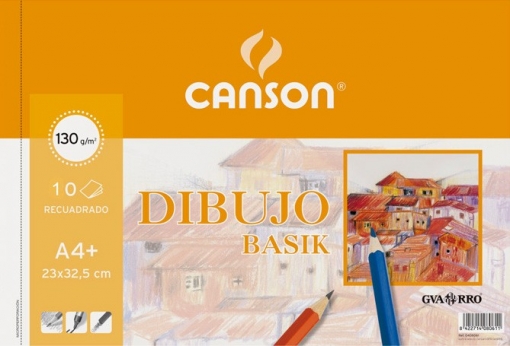 CANSON®
130 g/m²
10
RECUADRADO
A4+
23x32,5 cm
DIBUJO
BASIK
GVARRO